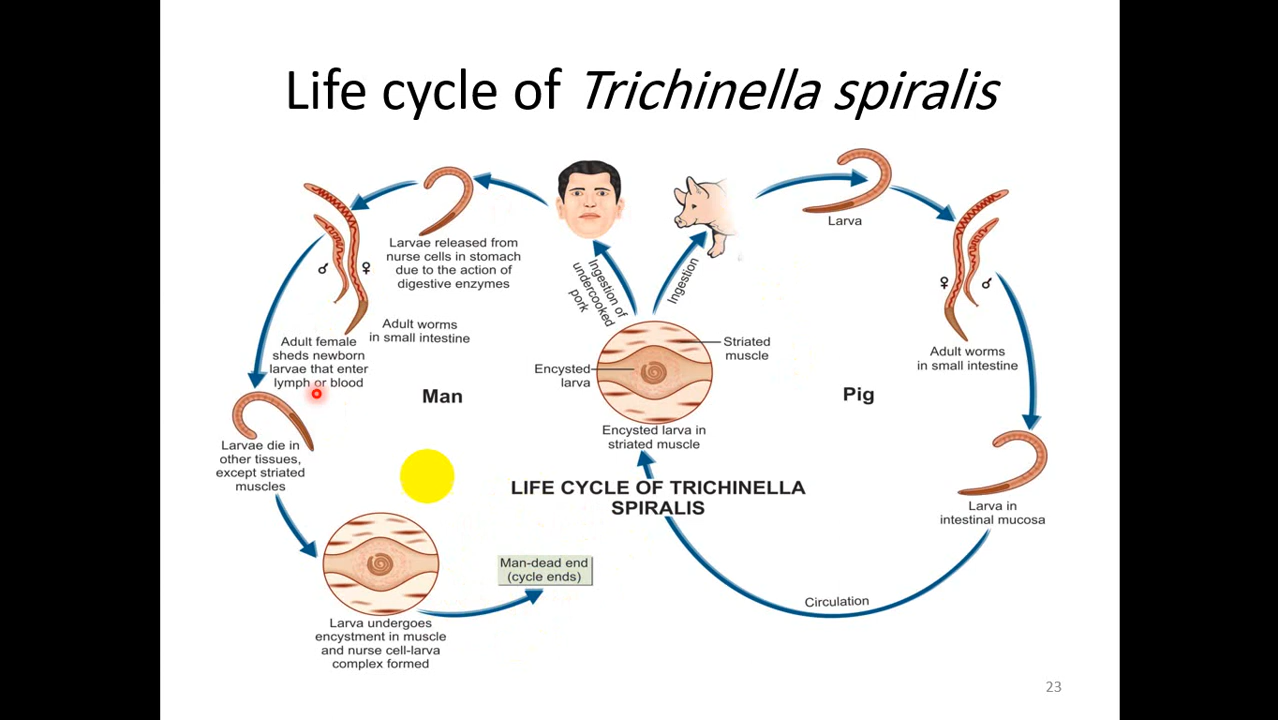 Life cycle of Trichinella spiralis
Larvae released from
nurse cells in stomach
due to the action of
digestive enzymes
♂
♀
Adult worms
in small intestine
Adult female
sheds newborn
larvae that enter
lymph or blood
Larvae die in
other tissues,
except striated
muscles
Larva undergoes
encystment in muscle
and nurse cell-larva
complex formed
Man
Man-dead end
(cycle ends)
Ingestion of
undercooked
pork
Ingestion
Striated
muscle
Encysted
larva
Encysted larva in
striated muscle
LIFE CYCLE OF TRICHINELLA
SPIRALIS
Larva
♀
♂
Adult worms
in small intestine
Pig
Larva in
intestinal mucosa
Circulation
23